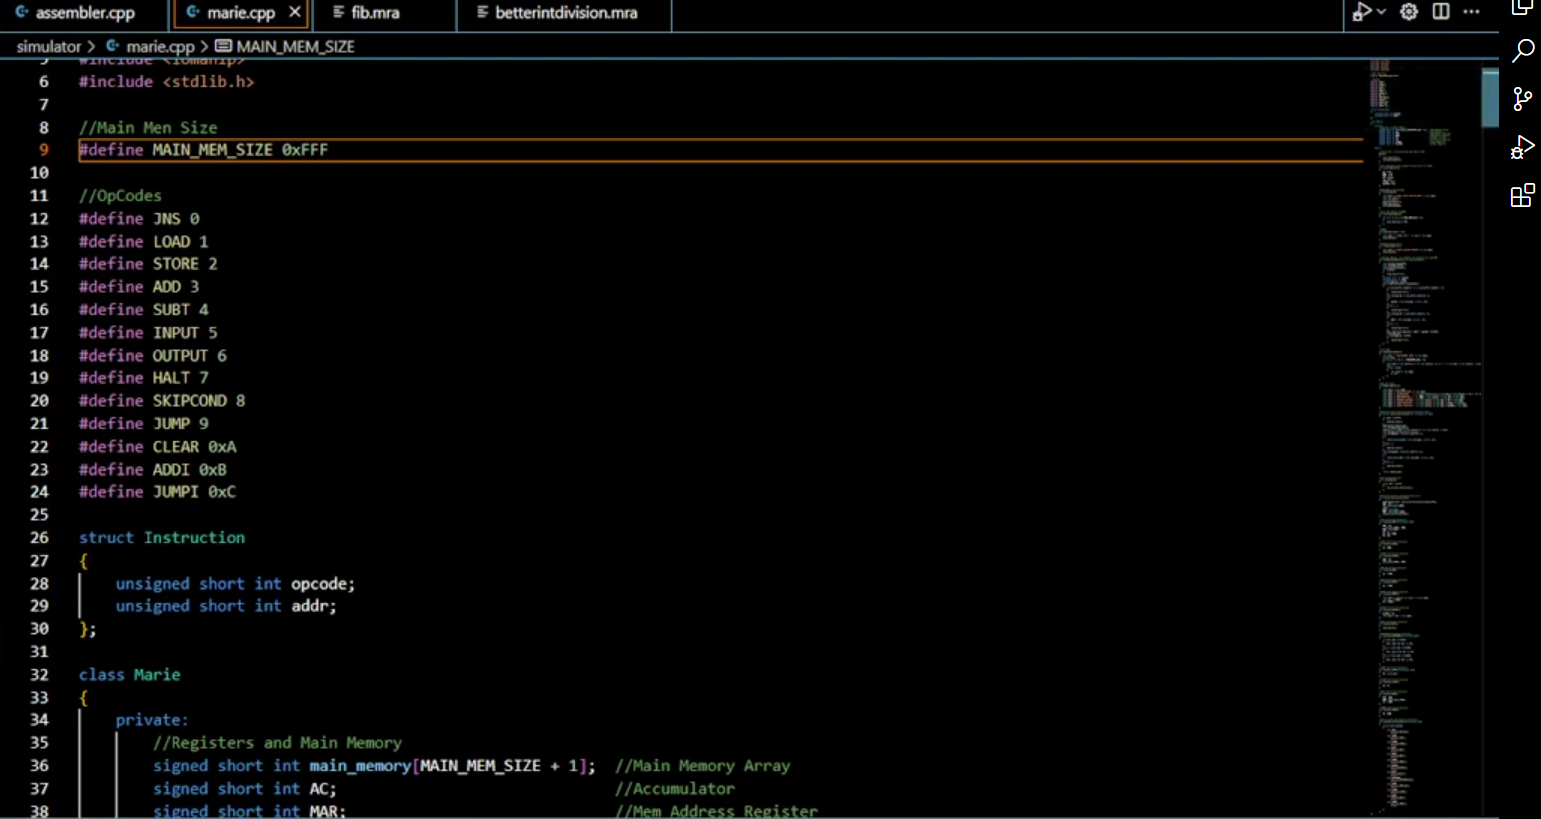 assembler.cpp
marie.cpp
fib.mra
betterintdivision.mra
simulator > marie.cpp > MAIN_MEM_SIZE
5 #include <iomanip>
6 #include <stdlib.h>
7
8 //Main Men Size
9 #define MAIN_MEM_SIZE 0xFFF
10
11 //OpCodes
12 #define JNS 0
13 #define LOAD 1
14 #define STORE 2
15 #define ADD 3
16 #define SUBT 4
17 #define INPUT 5
18 #define OUTPUT 6
19 #define HALT 7
20 #define SKIPCOND 8
21 #define JUMP 9
22 #define CLEAR 0xA
23 #define ADDI 0xB
24 #define JUMPI 0xC
25
26 struct Instruction
27 {
28 unsigned short int opcode;
29 unsigned short int addr;
30 };
31
32 class Marie
33 {
34 private:
35 //Registers and Main Memory
36 signed short int main_memory[MAIN_MEM_SIZE + 1]; //Main Memory Array
37 signed short int AC; //Accumulator
38 signed short int MAR; //Mem Address Register